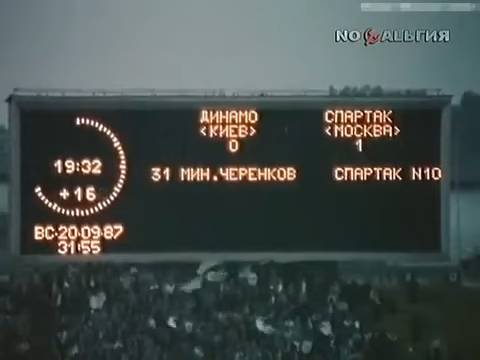 НОСТАЛЬГИЯ
ДИНАМО СПАРТАК
<КИЕВ> <МОСКВА>
0 1
19:32
+16
31 МИН.ЧЕРЕНКОВ СПАРТАК N10
ВС·20·09·87
31:55